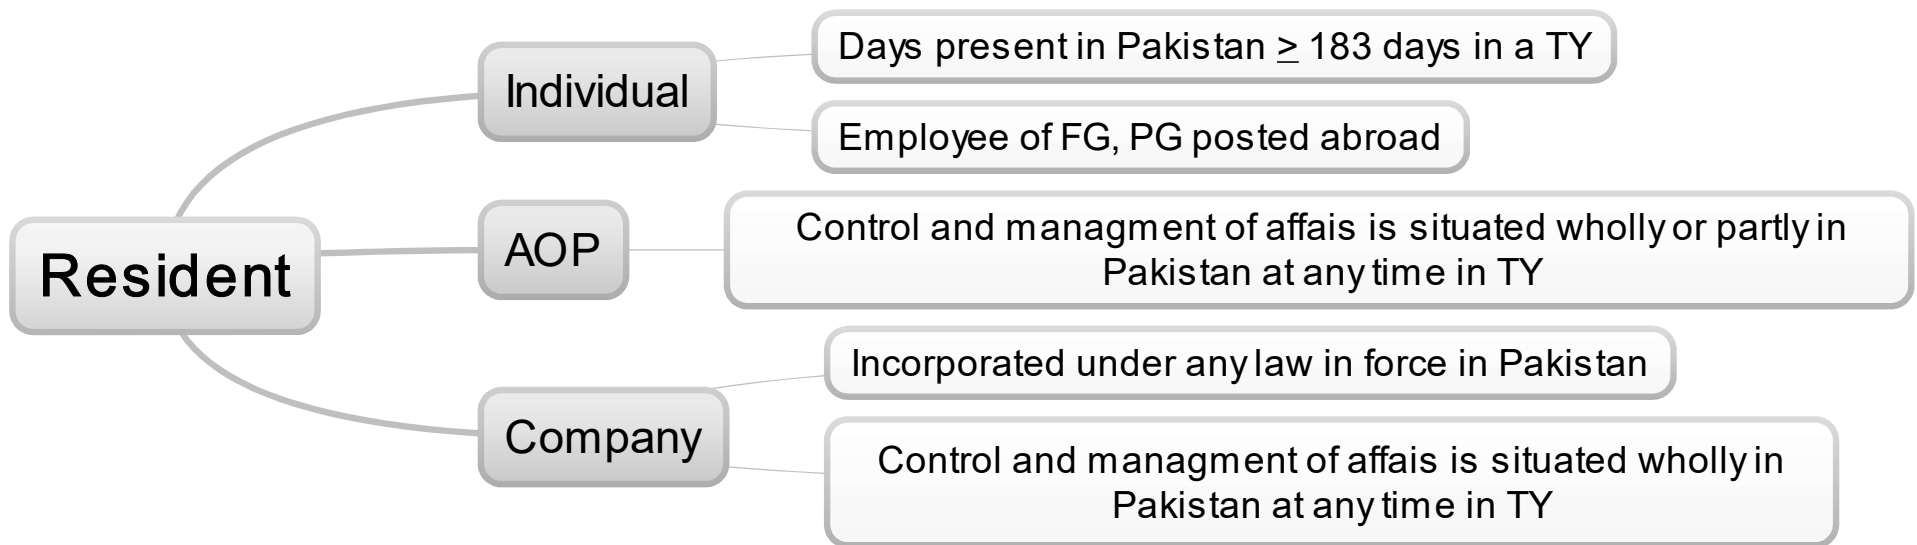 Resident
Individual
Days present in Pakistan ≥ 183 days in a TY
Employee of FG, PG posted abroad
AOP
Control and managment of affais is situated wholly or partly in
Pakistan at any time in TY
Company
Incorporated under any law in force in Pakistan
Control and managment of affais is situated wholly in
Pakistan at any time in TY